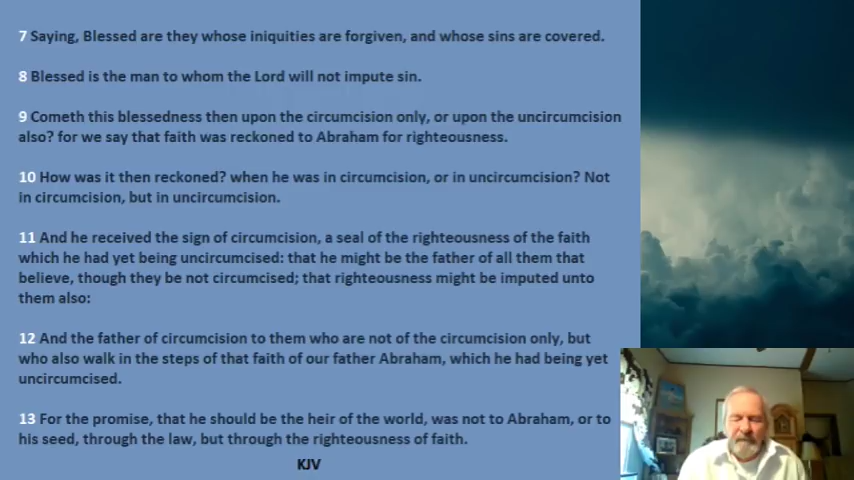 7 Saying, Blessed are they whose iniquities are forgiven, and whose sins are covered.
8 Blessed is the man to whom the Lord will not impute sin.
9 Cometh this blessedness then upon the circumcision only, or upon the uncircumcision
also? for we say that faith was reckoned to Abraham for righteousness.
10 How was it then reckoned? when he was in circumcision, or in uncircumcision? Not
in circumcision, but in uncircumcision.
11 And he received the sign of circumcision, a seal of the righteousness of the faith
which he had yet being uncircumcised: that he might be the father of all them that
believe, though they be not circumcised; that righteousness might be imputed unto
them also:
12 And the father of circumcision to them who are not of the circumcision only, but
who also walk in the steps of that faith of our father Abraham, which he had being yet
uncircumcised.
13 For the promise, that he should be the heir of the world, was not to Abraham, or to
his seed, through the law, but through the righteousness of faith.
KJV